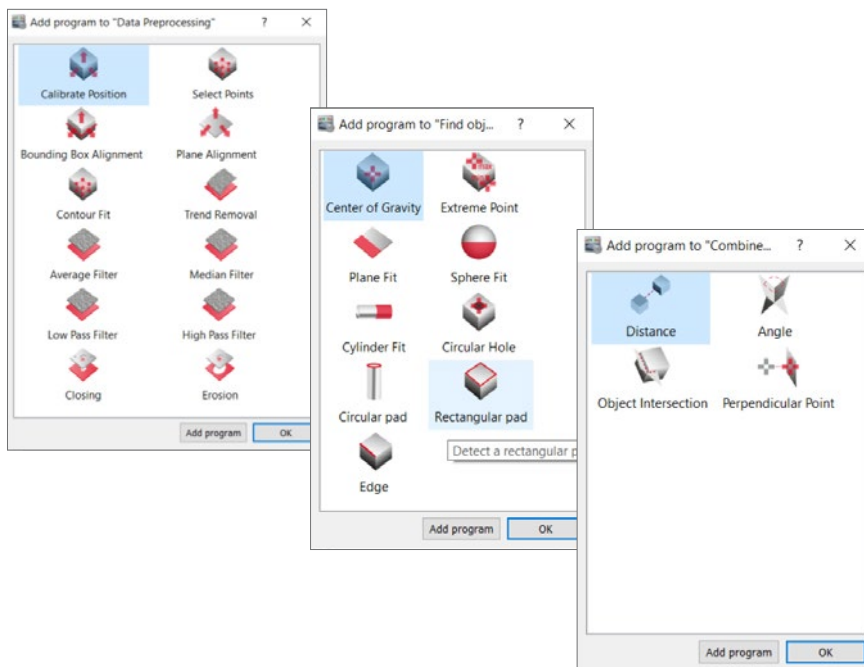 Add program to "Data Preprocessing" ? ×
Calibrate Position Select Points
Bounding Box Alignment Plane Alignment
Contour Fit Trend Removal
Average Filter Median Filter
Low Pass Filter High Pass Filter
Closing Erosion
Add program OK
Add program to "Find obj... ? ×
max
Center of Gravity Extreme Point
Plane Fit Sphere Fit
Cylinder Fit Circular Hole
Circular pad Rectangular pad
Detect a rectangular p
Edge
Add program OK
Add program to "Combine... ? ×
Distance Angle
Object Intersection Perpendicular Point
Add program OK